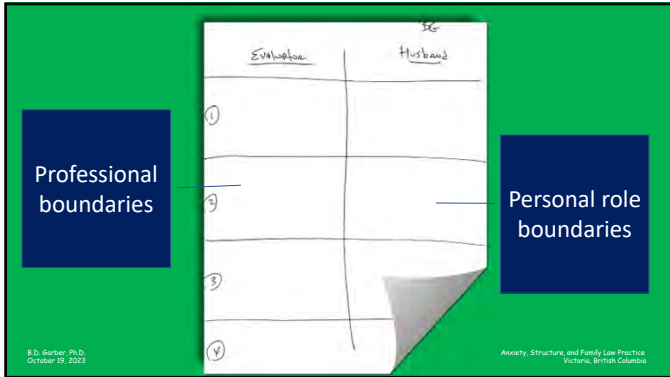 Evaluator Husband
①
Professional
boundaries
②
Personal role
boundaries
③
④
B.D. Garber, Ph.D.
October 19, 2023
Anxiety, Structure, and Family Law Practice
Victoria, British Columbia